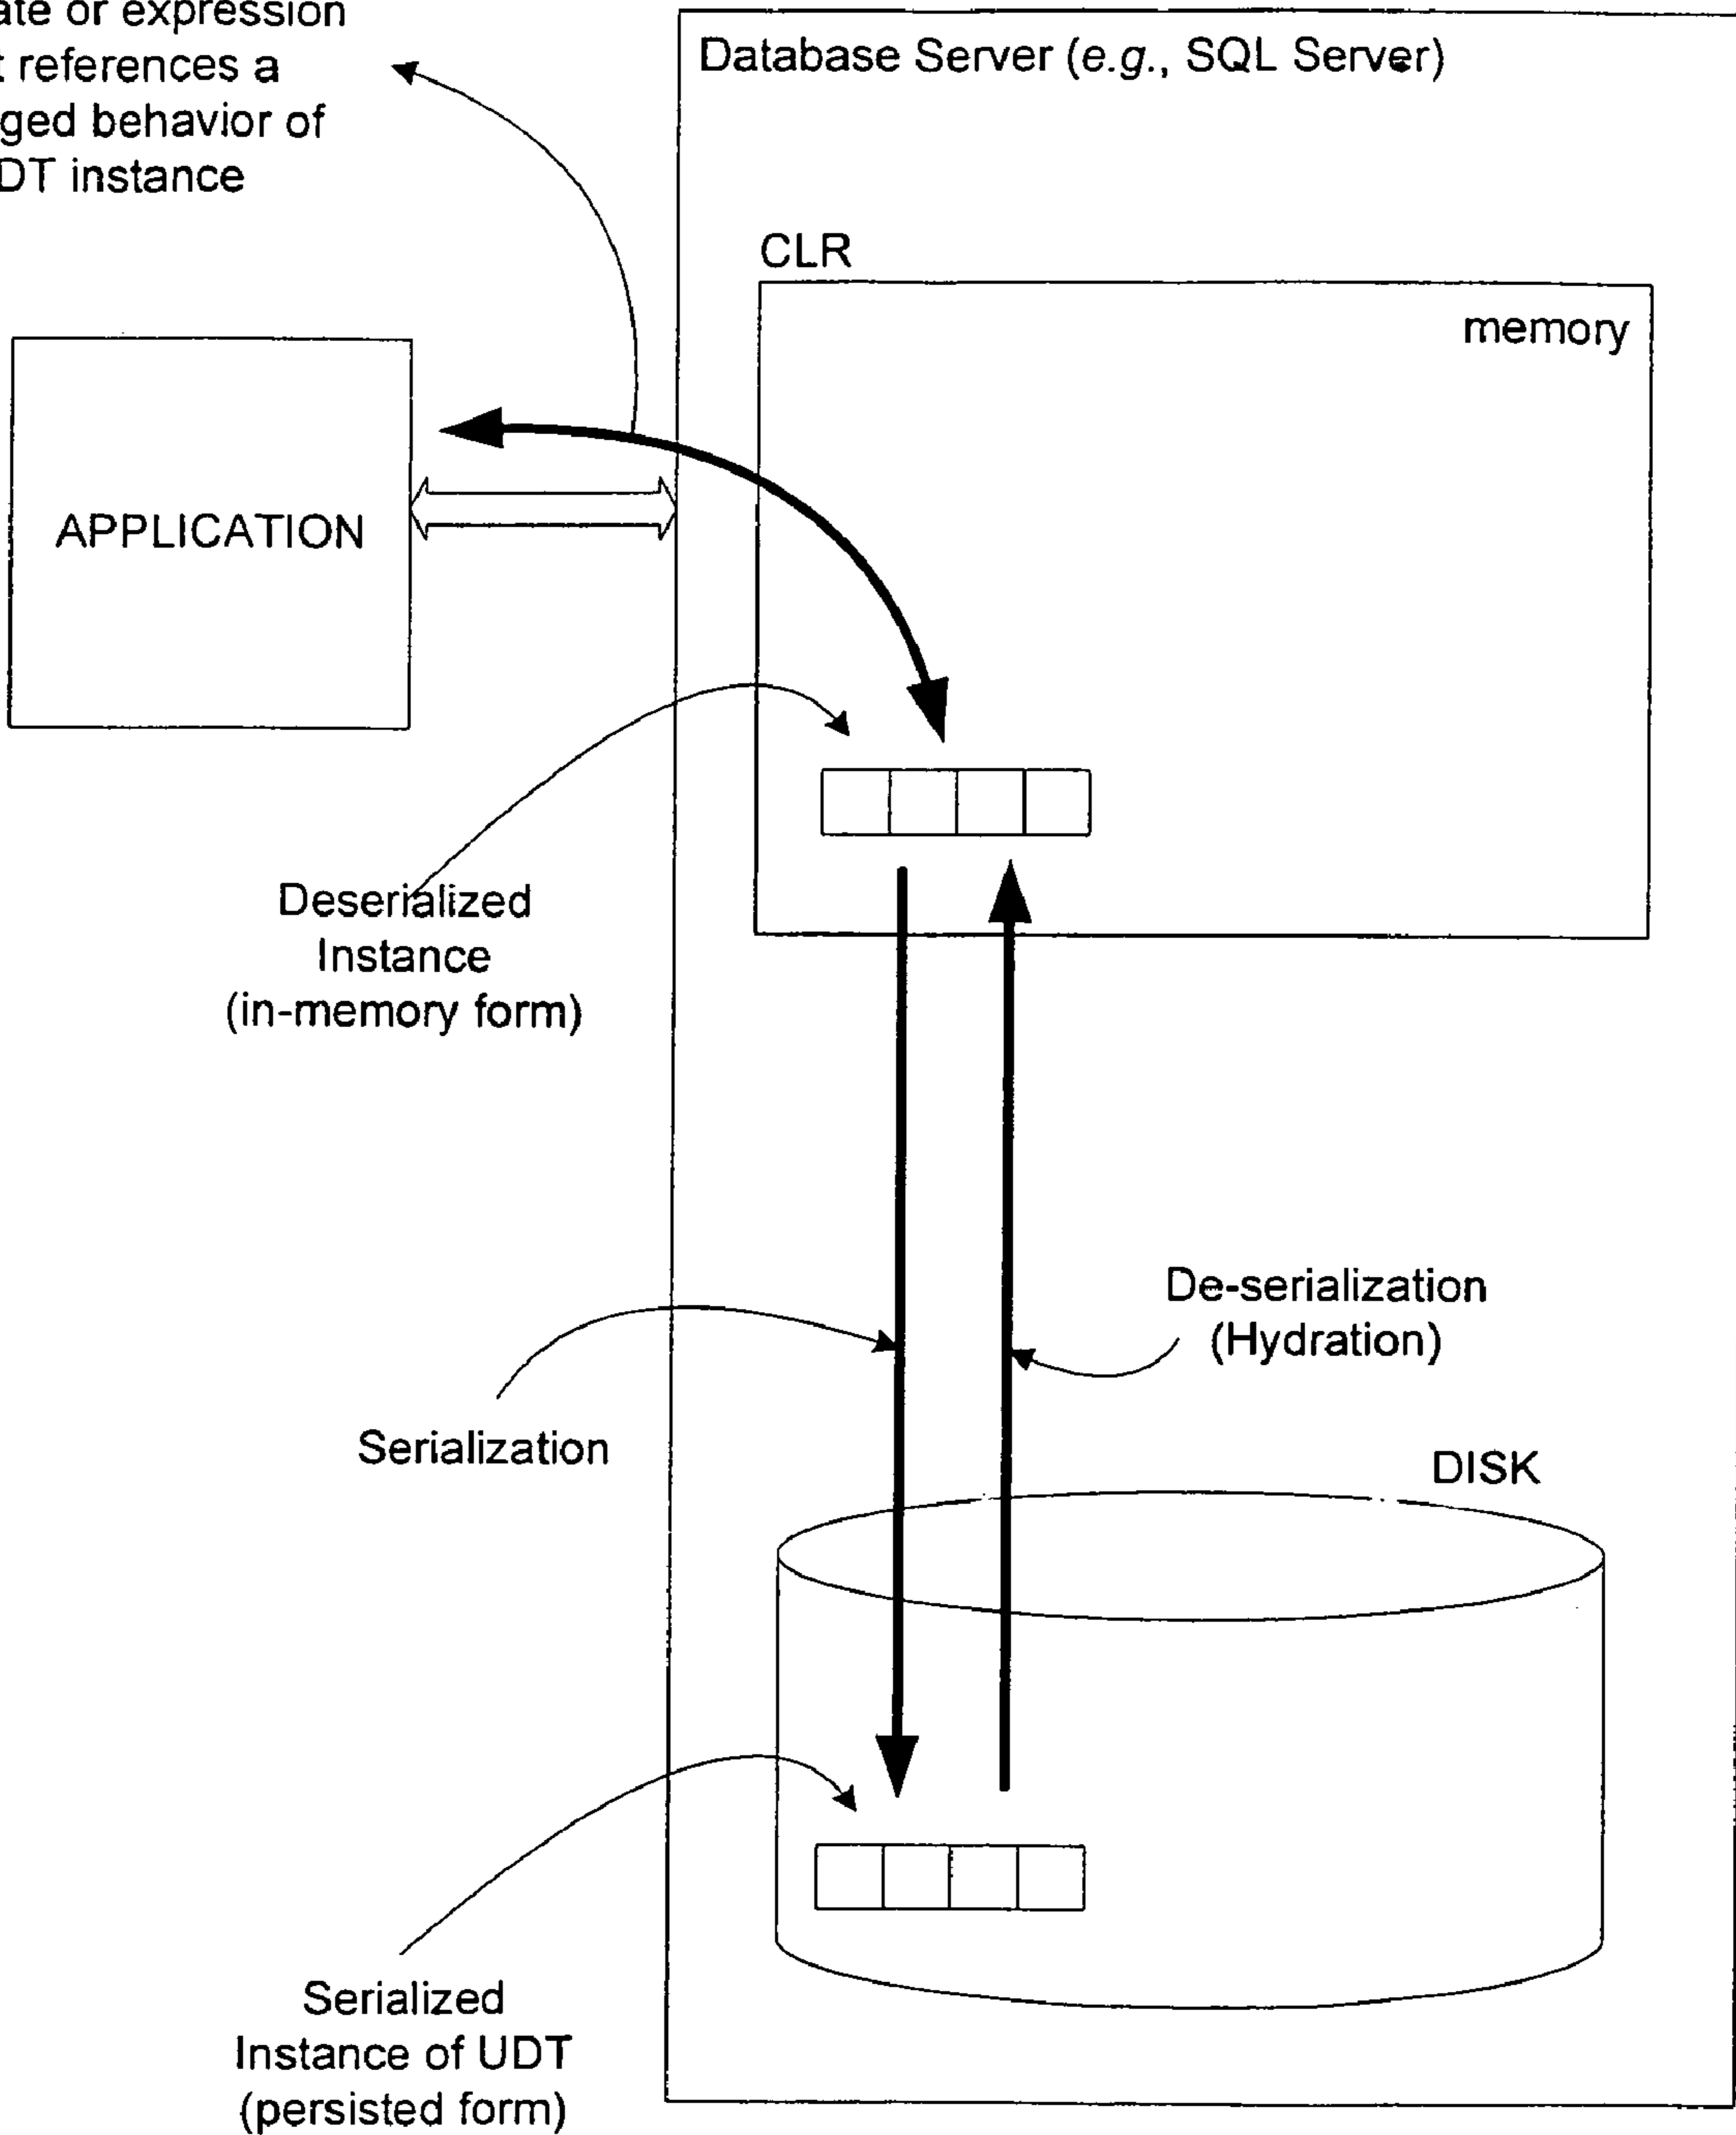 ate or expression
t references a
ged behavior of
DT instance
Database Server (e.g., SQL Server)
CLR
memory
APPLICATION
Deserialized
Instance
(in-memory form)
De-serialization
(Hydration)
Serialization
DISK
Serialized
Instance of UDT
(persisted form)